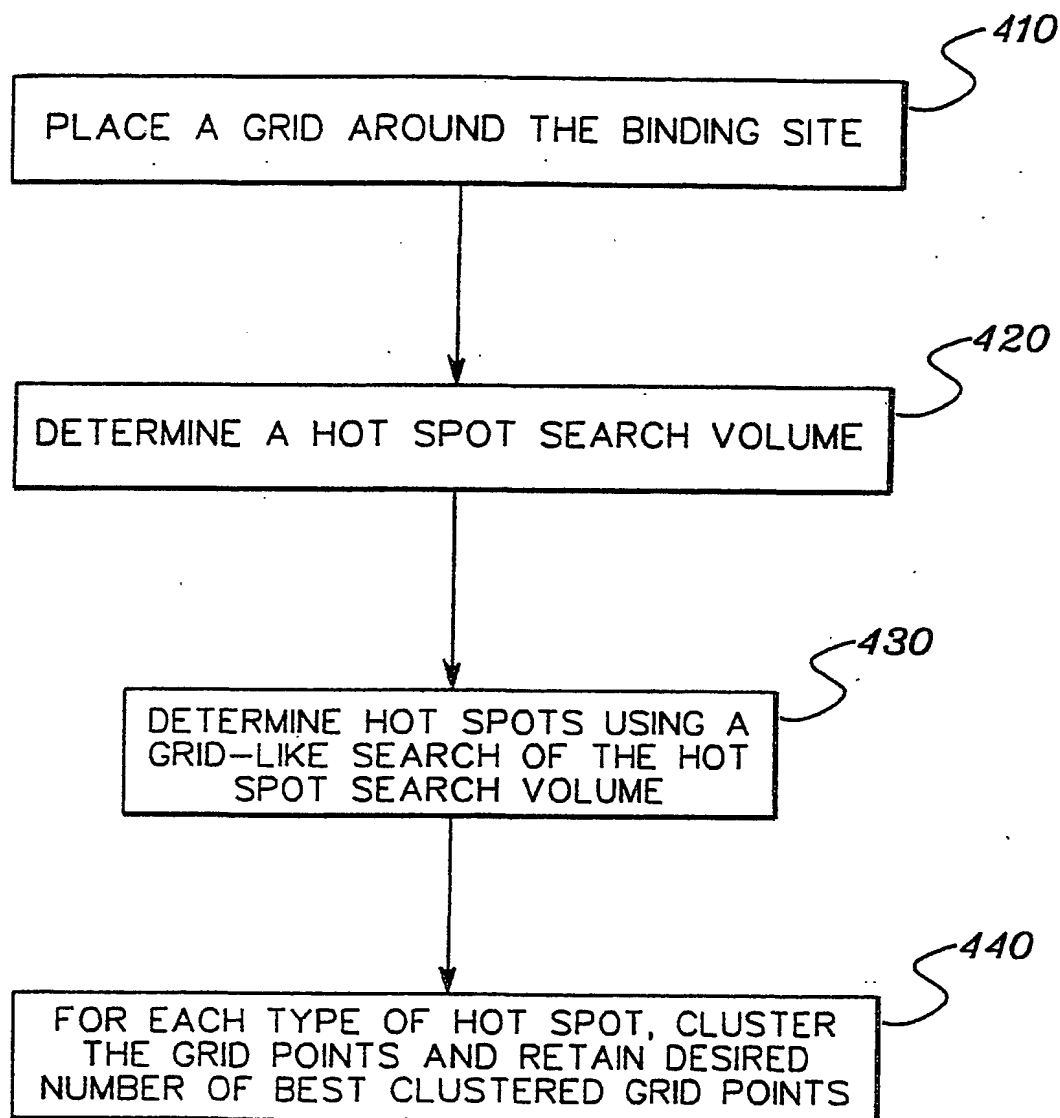 410
PLACE A GRID AROUND THE BINDING SITE
420
DETERMINE A HOT SPOT SEARCH VOLUME
430
DETERMINE HOT SPOTS USING A
GRID-LIKE SEARCH OF THE HOT
SPOT SEARCH VOLUME
440
FOR EACH TYPE OF HOT SPOT, CLUSTER
THE GRID POINTS AND RETAIN DESIRED
NUMBER OF BEST CLUSTERED GRID POINTS